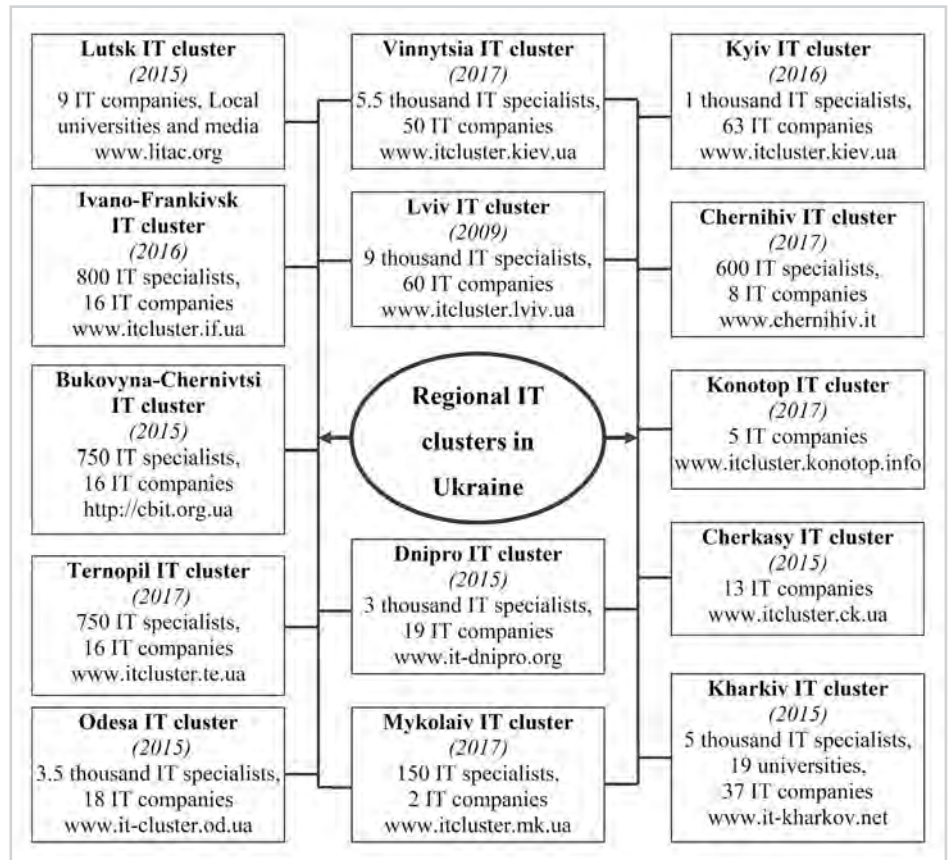 Lutsk IT cluster
(2015)
9 IT companies, Local
universities and media
www.litac.org
Ivano-Frankivsk
IT cluster
(2016)
800 IT specialists,
16 IT companies
www.itcluster.if.ua
Bukovyna-Chernivtsi
IT cluster
(2015)
750 IT specialists,
16 IT companies
http://cbit.org.ua
Ternopil IT cluster
(2017)
750 IT specialists,
16 IT companies
www.itcluster.te.ua
Odesa IT cluster
(2015)
3.5 thousand IT specialists,
18 IT companies
www.it-cluster.od.ua
Vinnytsia IT cluster
(2017)
5.5 thousand IT specialists,
50 IT companies
www.itcluster.kiev.ua
Lviv IT cluster
(2009)
9 thousand IT specialists,
60 IT companies
www.itcluster.lviv.ua
Regional IT
clusters in
Ukraine
Dnipro IT cluster
(2015)
3 thousand IT specialists,
19 IT companies
www.it-dnipro.org
Mykolaiv IT cluster
(2017)
150 IT specialists,
2 IT companies
www.itcluster.mk.ua
Kyiv IT cluster
(2016)
1 thousand IT specialists,
63 IT companies
www.itcluster.kiev.ua
Chernihiv IT cluster
(2017)
600 IT specialists,
8 IT companies
www.chernihiv.it
Konotop IT cluster
(2017)
5 IT companies
www.itcluster.konotop.info
Cherkasy IT cluster
(2015)
13 IT companies
www.itcluster.ck.ua
Kharkiv IT cluster
(2015)
5 thousand IT specialists,
19 universities,
37 IT companies
www.it-kharkov.net